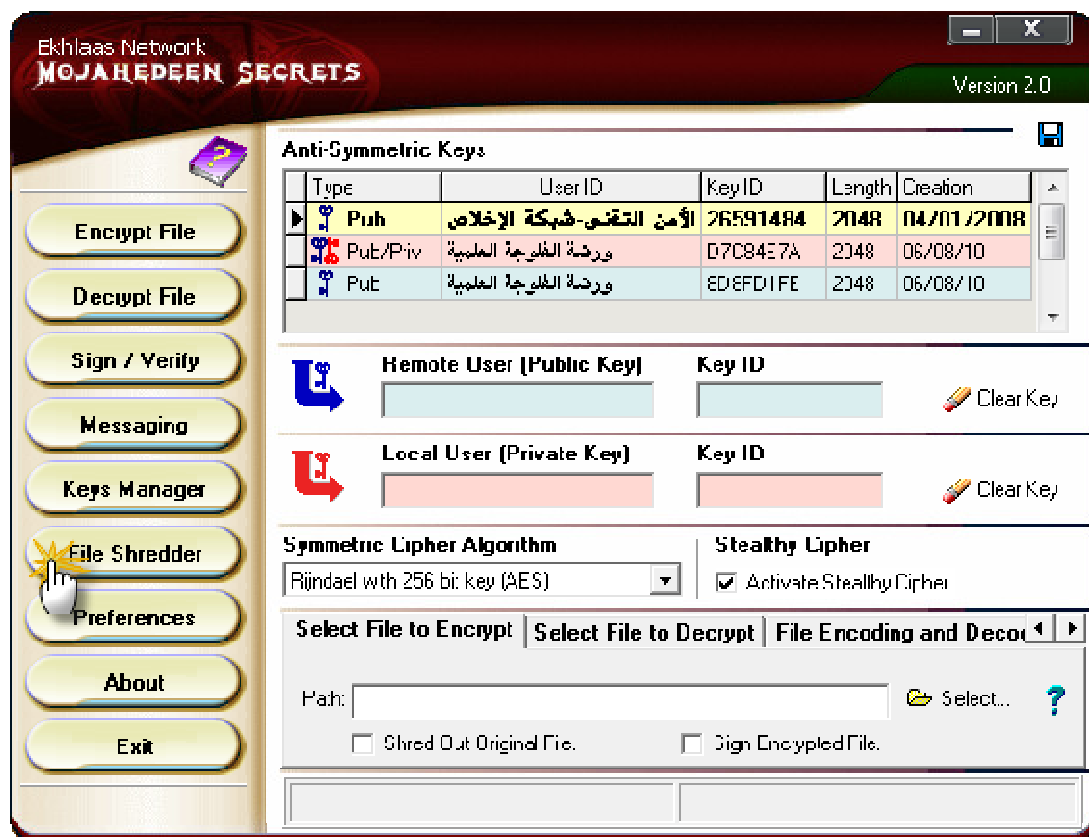 Ekhlaas Network
MOJAHEDEEN SECRETS
Version 2.0
Anti-Symmetric Keys
Type User ID Key ID Length Creation
Pub الأمن التقني-شبكة الإخلاص 26591484 2048 04/01/2008
Pub/Priv ورشة الفلوجة العلمية 2048 06/08/10
Pub ورشة الفلوجة العلمية 2048 06/08/10
Encrypt File
Decrypt File
Sign / Verify
Messaging
Keys Manager
File Shredder
Preferences
About
Exit
Remote User (Public Key) Key ID
Clear Key
Local User (Private Key) Key ID
Clear Key
Symmetric Cipher Algorithm Stealthy Cipher
Rijndael with 256 bit key (AES) Activate Stealthy Cipher
Select File to Encrypt Select File to Decrypt File Encoding and Decod
Path: Select... ?
Shred Out Original File. Sign Encrypted File.